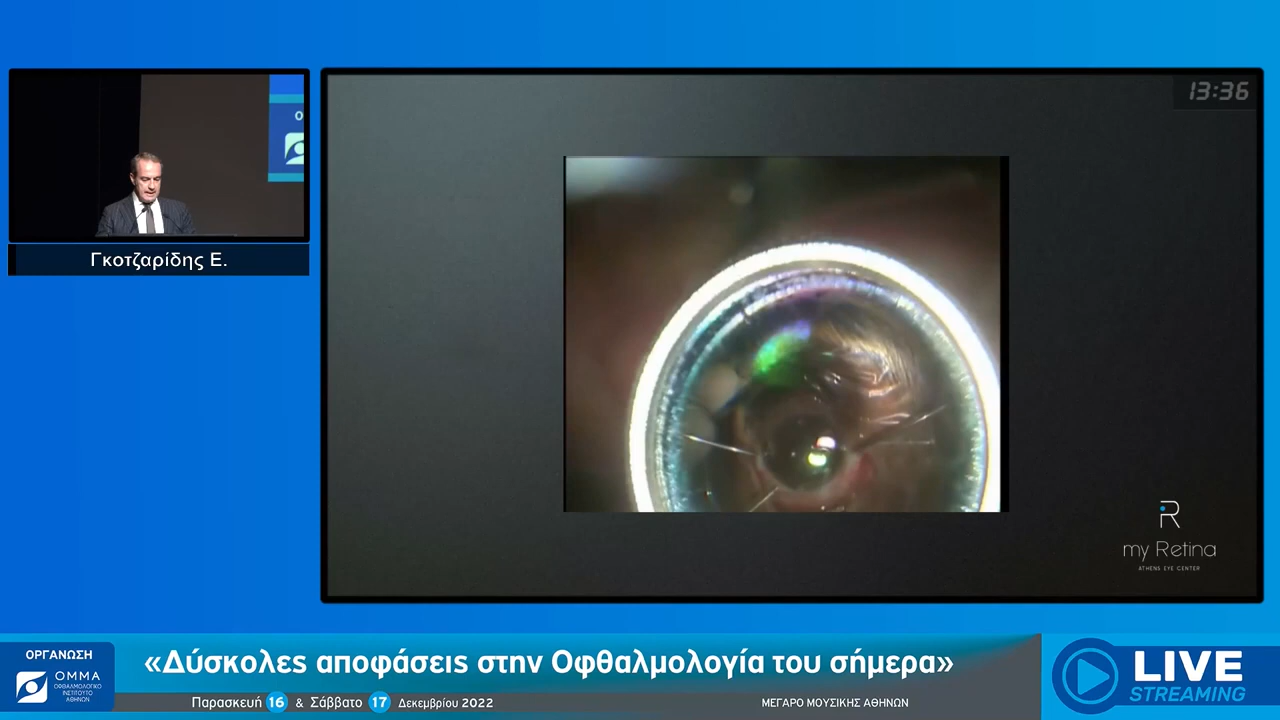 13:36
Ο
Γκοτζαρίδης Ε.
R
my Retina
ATHENS EYE CENTER
ΟΡΓΑΝΩΣΗ
ΟΜΜΑ
ΟΦΘΑΛΜΟΛΟΓΙΚΟ
ΙΝΣΤΙΤΟΥΤΟ
ΑΘΗΝΩΝ
«Δύσκολες αποφάσεις στην Οφθαλμολογία του σήμερα»
Παρασκευή 16 & Σάββατο 17 Δεκεμβρίου 2022
ΜΕΓΑΡΟ ΜΟΥΣΙΚΗΣ ΑΘΗΝΩΝ
LIVE
STREAMING